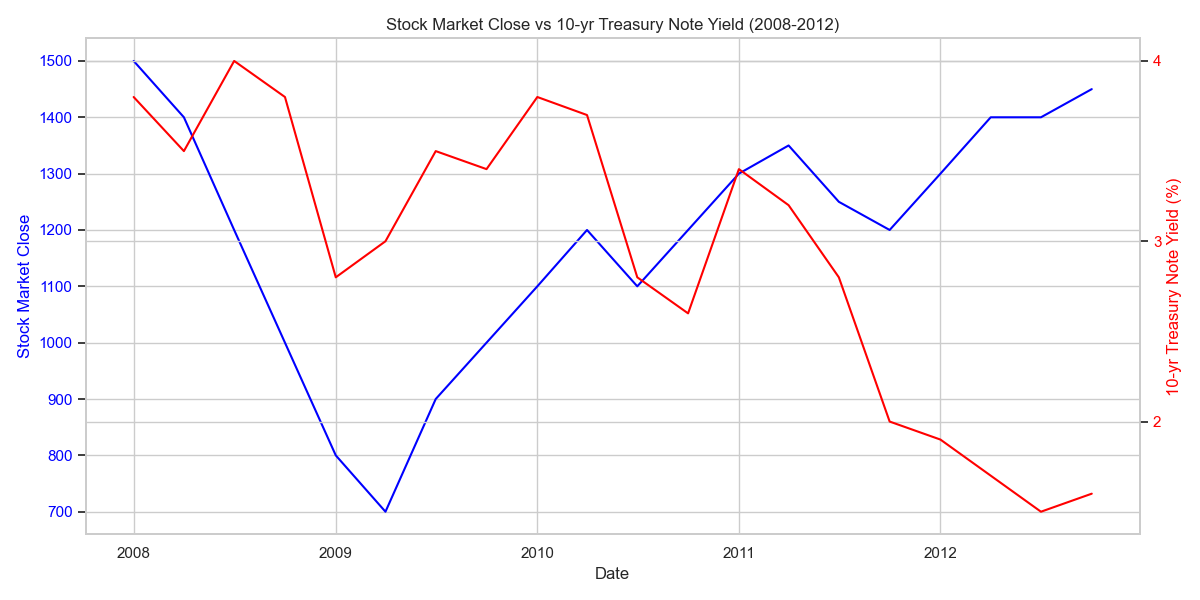 Stock Market Close vs 10-yr Treasury Note Yield (2008-2012)
Stock Market Close
1500
1400
1300
1200
1100
1000
900
800
700
4
3
2
10-yr Treasury Note Yield (%)
2008 2009 2010 2011 2012
Date